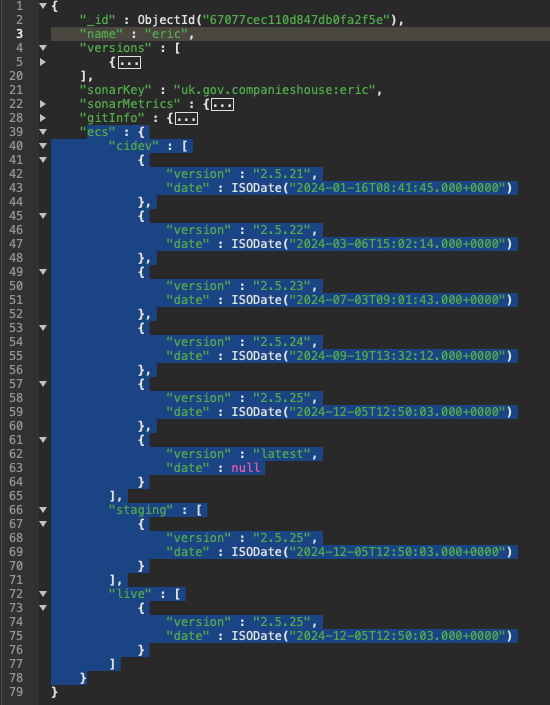 1 {
2 "_id" : ObjectId("67077cec110d847db0fa2f5e"),
3 "name" : "eric",
4 "versions" : [
5 {...
20 ],
21 "sonarKey" : "uk.gov.companieshouse:eric",
22 "sonarMetrics" : {...
28 "gitInfo" : {...
39 "ecs" : {
40 "cidev" : [
41 {
42 "version" : "2.5.21",
43 "date" : ISODate("2024-01-16T08:41:45.000+0000")
44 },
45 {
46 "version" : "2.5.22",
47 "date" : ISODate("2024-03-06T15:02:14.000+0000")
48 },
49 {
50 "version" : "2.5.23",
51 "date" : ISODate("2024-07-03T09:01:43.000+0000")
52 },
53 {
54 "version" : "2.5.24",
55 "date" : ISODate("2024-09-19T13:32:12.000+0000")
56 },
57 {
58 "version" : "2.5.25",
59 "date" : ISODate("2024-12-05T12:50:03.000+0000")
60 },
61 {
62 "version" : "latest",
63 "date" : null
64 }
65 ],
66 "staging" : [
67 {
68 "version" : "2.5.25",
69 "date" : ISODate("2024-12-05T12:50:03.000+0000")
70 }
71 ],
72 "live" : [
73 {
74 "version" : "2.5.25",
75 "date" : ISODate("2024-12-05T12:50:03.000+0000")
76 }
77 ]
78 }
79 }